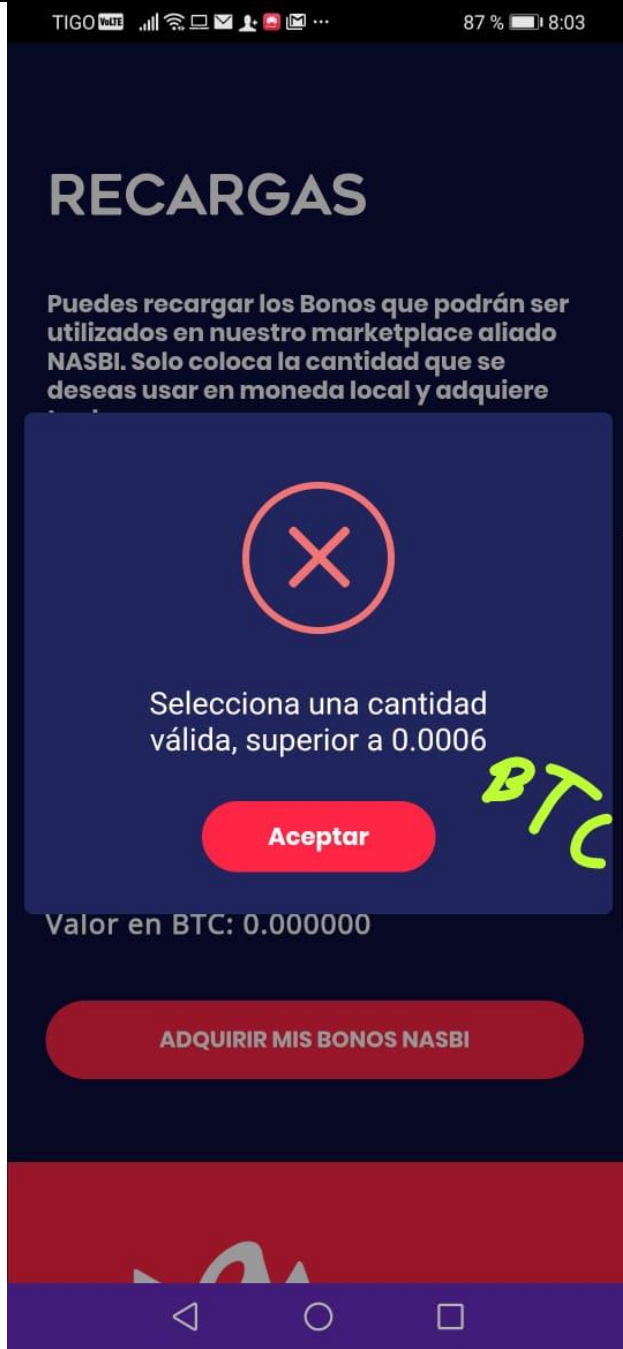 TIGO VoLTE 87 % 8:03
RECARGAS
Puedes recargar los Bonos que podrán ser
utilizados en nuestro marketplace aliado
NASBI. Solo coloca la cantidad que se
deseas usar en moneda local y adquiere
Selecciona una cantidad
válida, superior a 0.0006
BTC
Aceptar
Valor en BTC: 0.000000
ADQUIRIR MIS BONOS NASBI